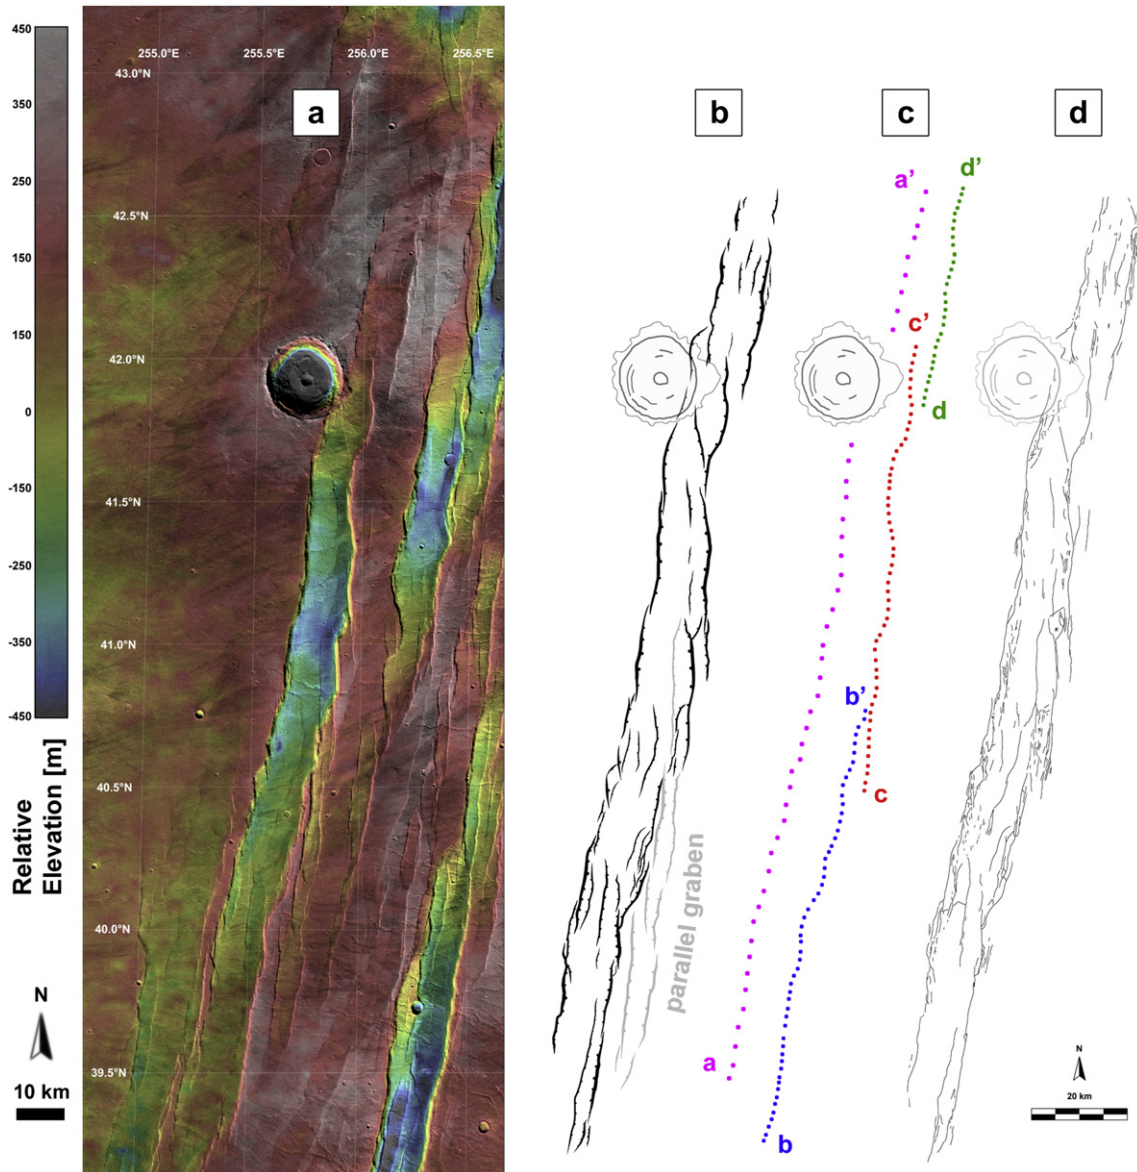 450
350
250
150
0
-150
-250
-350
-450
Relative
Elevation [m]
N
10 km
255.0°E
255.5°E
256.0°E
256.5°E
43.0°N
42.5°N
42.0°N
41.5°N
41.0°N
40.5°N
40.0°N
39.5°N
a
b
c
d
parallel graben
a’
d’
c’
d
b’
c
a
b
N
20 km